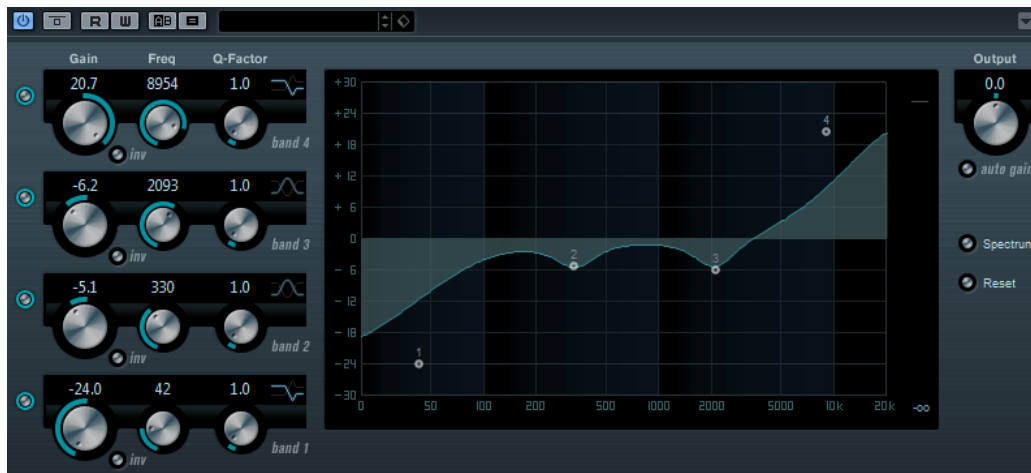 R W AB
Gain Freq Q-Factor Output
20.7 8954 1.0 0.0
inv band 4
auto gain
-6.2 2093 1.0
inv band 3
Spectrun
-5.1 330 1.0
Reset
inv band 2
-24.0 42 1.0
inv band 1
+30
+24
+18
+12
+6
0
-6
-12
-18
-24
-30
1
2
3
4
0 50 100 200 500 1000 2000 5000 10k 20k -∞